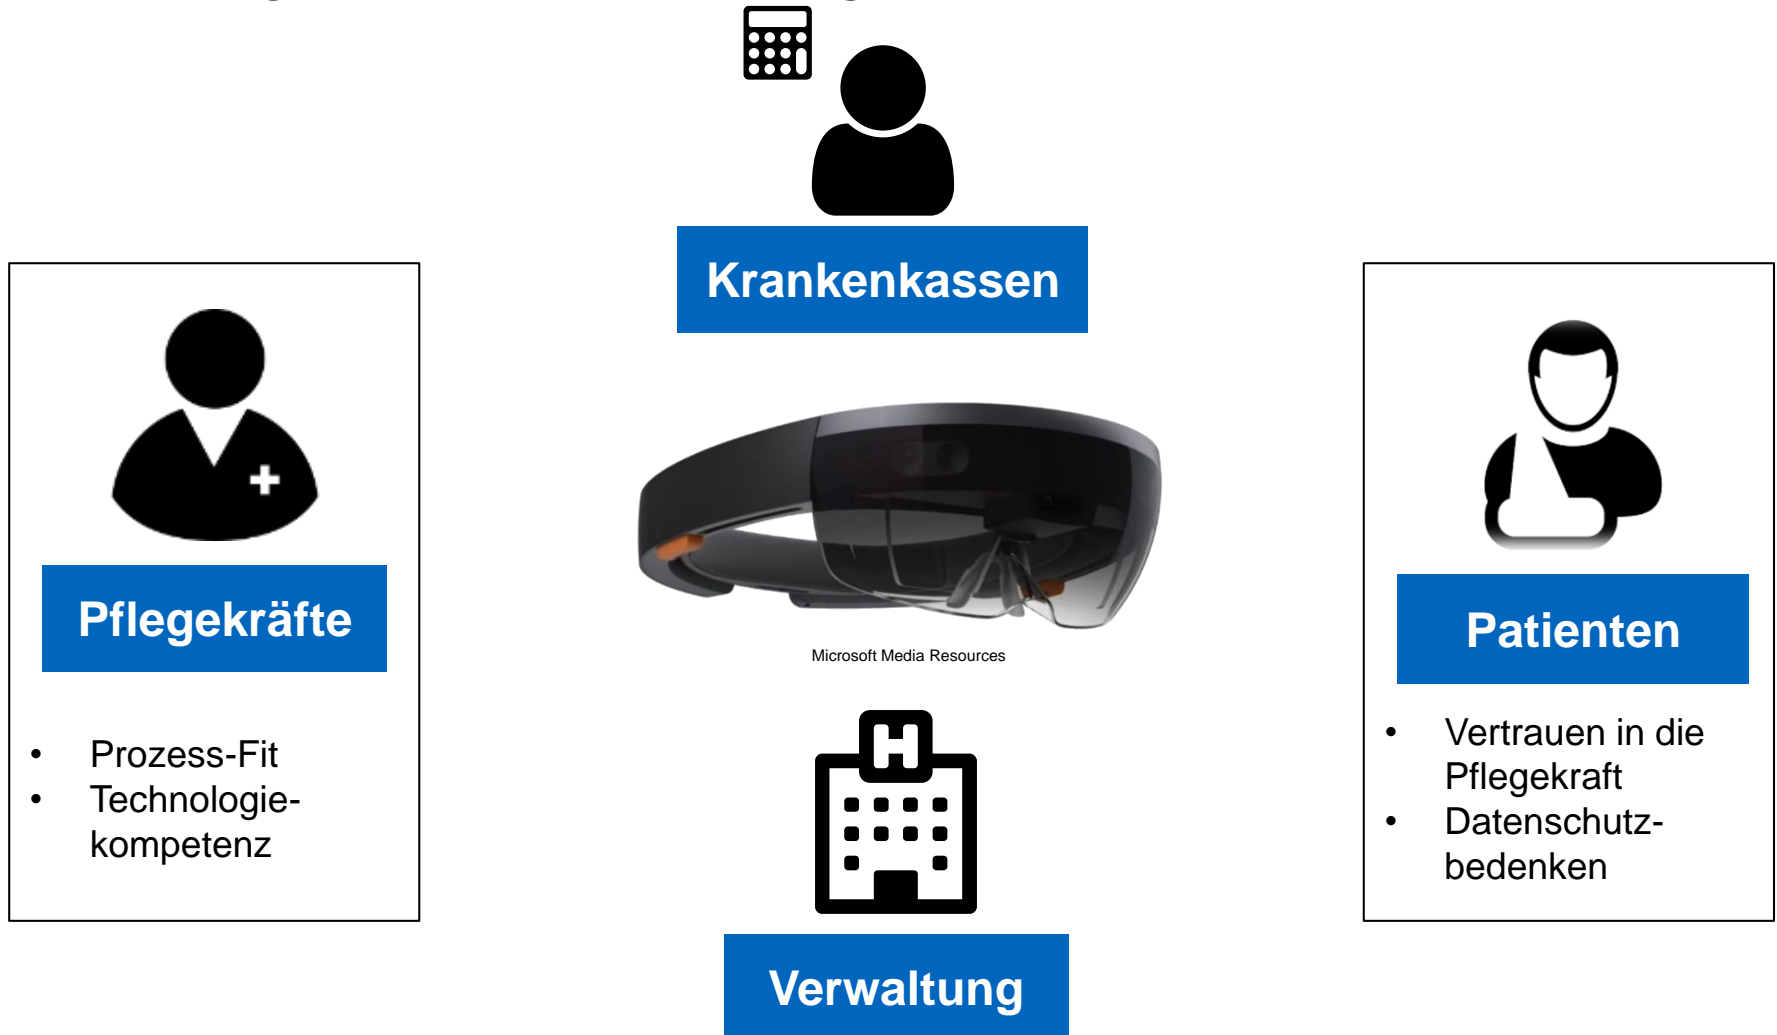 Krankenkassen
Pflegekräfte
• Prozess-Fit
• Technologie-
kompetenz
Microsoft Media Resources
H
Verwaltung
Patienten
• Vertrauen in die
Pflegekraft
• Datenschutz-
bedenken